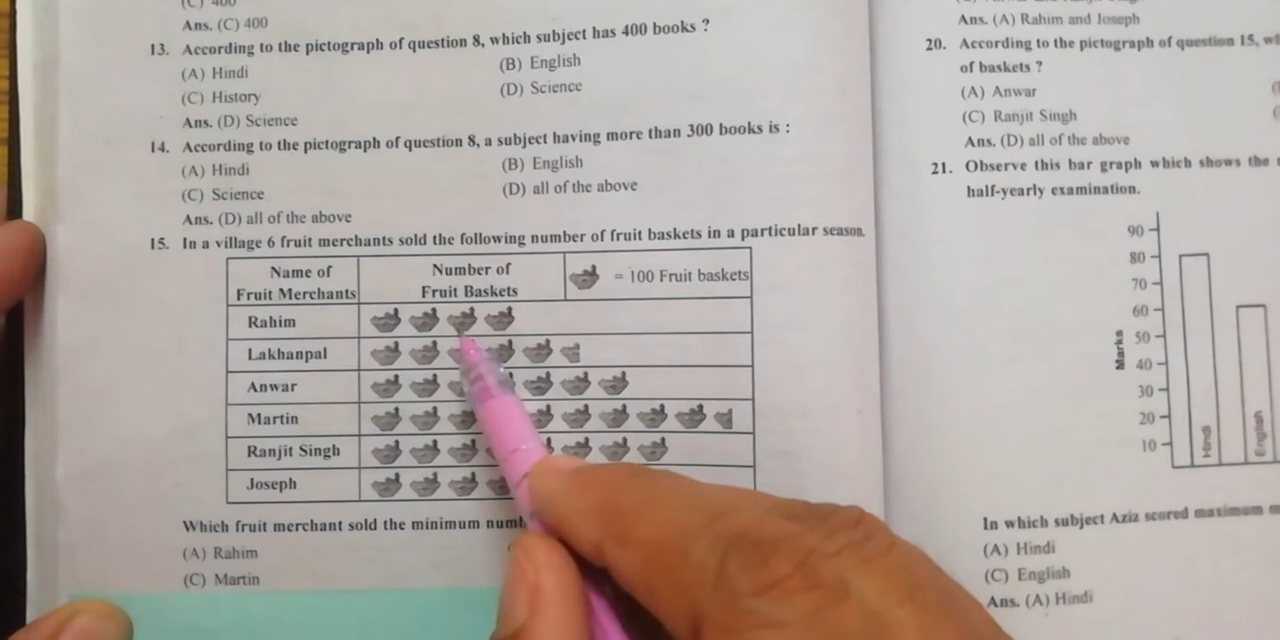 (C) 400
Ans. (C) 400
13. According to the pictograph of question 8, which subject has 400 books ?
(A) Hindi
(B) English
(C) History
(D) Science
Ans. (D) Science
14. According to the pictograph of question 8, a subject having more than 300 books is :
(A) Hindi
(B) English
(C) Science
(D) all of the above
Ans. (D) all of the above
15. In a village 6 fruit merchants sold the following number of fruit baskets in a particular season.
Name of Fruit Merchants
Number of Fruit Baskets
= 100 Fruit baskets
Rahim
Lakhanpal
Anwar
Martin
Ranjit Singh
Joseph
Which fruit merchant sold the minimum
(A) Rahim
(C) Martin
Ans. (A) Rahim and Joseph
20. According to the pictograph of question 15,
of baskets ?
(A) Anwar
(C) Ranjit Singh
Ans. (D) all of the above
21. Observe this bar graph which shows the
half-yearly examination.
90
80
70
60
50
40
30
20
10
Marks
Hindi
English
In which subject Aziz scored maximum
(A) Hindi
(C) English
Ans. (A) Hindi